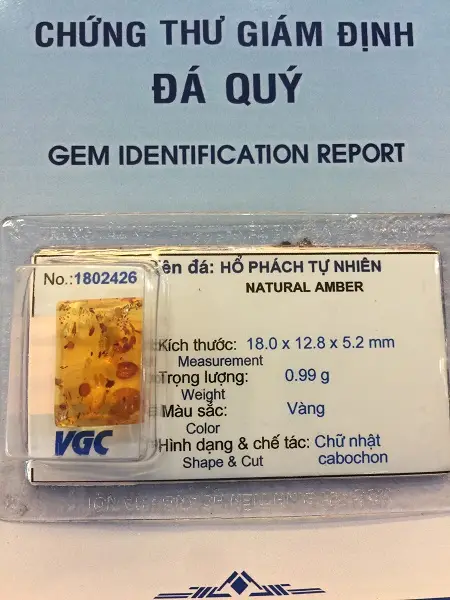 CHỨNG THƯ GIÁM ĐỊNH
ĐÁ QUÝ
GEM IDENTIFICATION REPORT
No.:1802426
ên đá: HỔ PHÁCH TỰ NHIÊN
NATURAL AMBER
Kích thước: 18.0 x 12.8 x 5.2 mm
Measurement
Trọng lượng: 0.99 g
Weight
Màu sắc: Vàng
Color
Hình dạng & chế tác: Chữ nhật
Shape & Cut cabochon
VGC